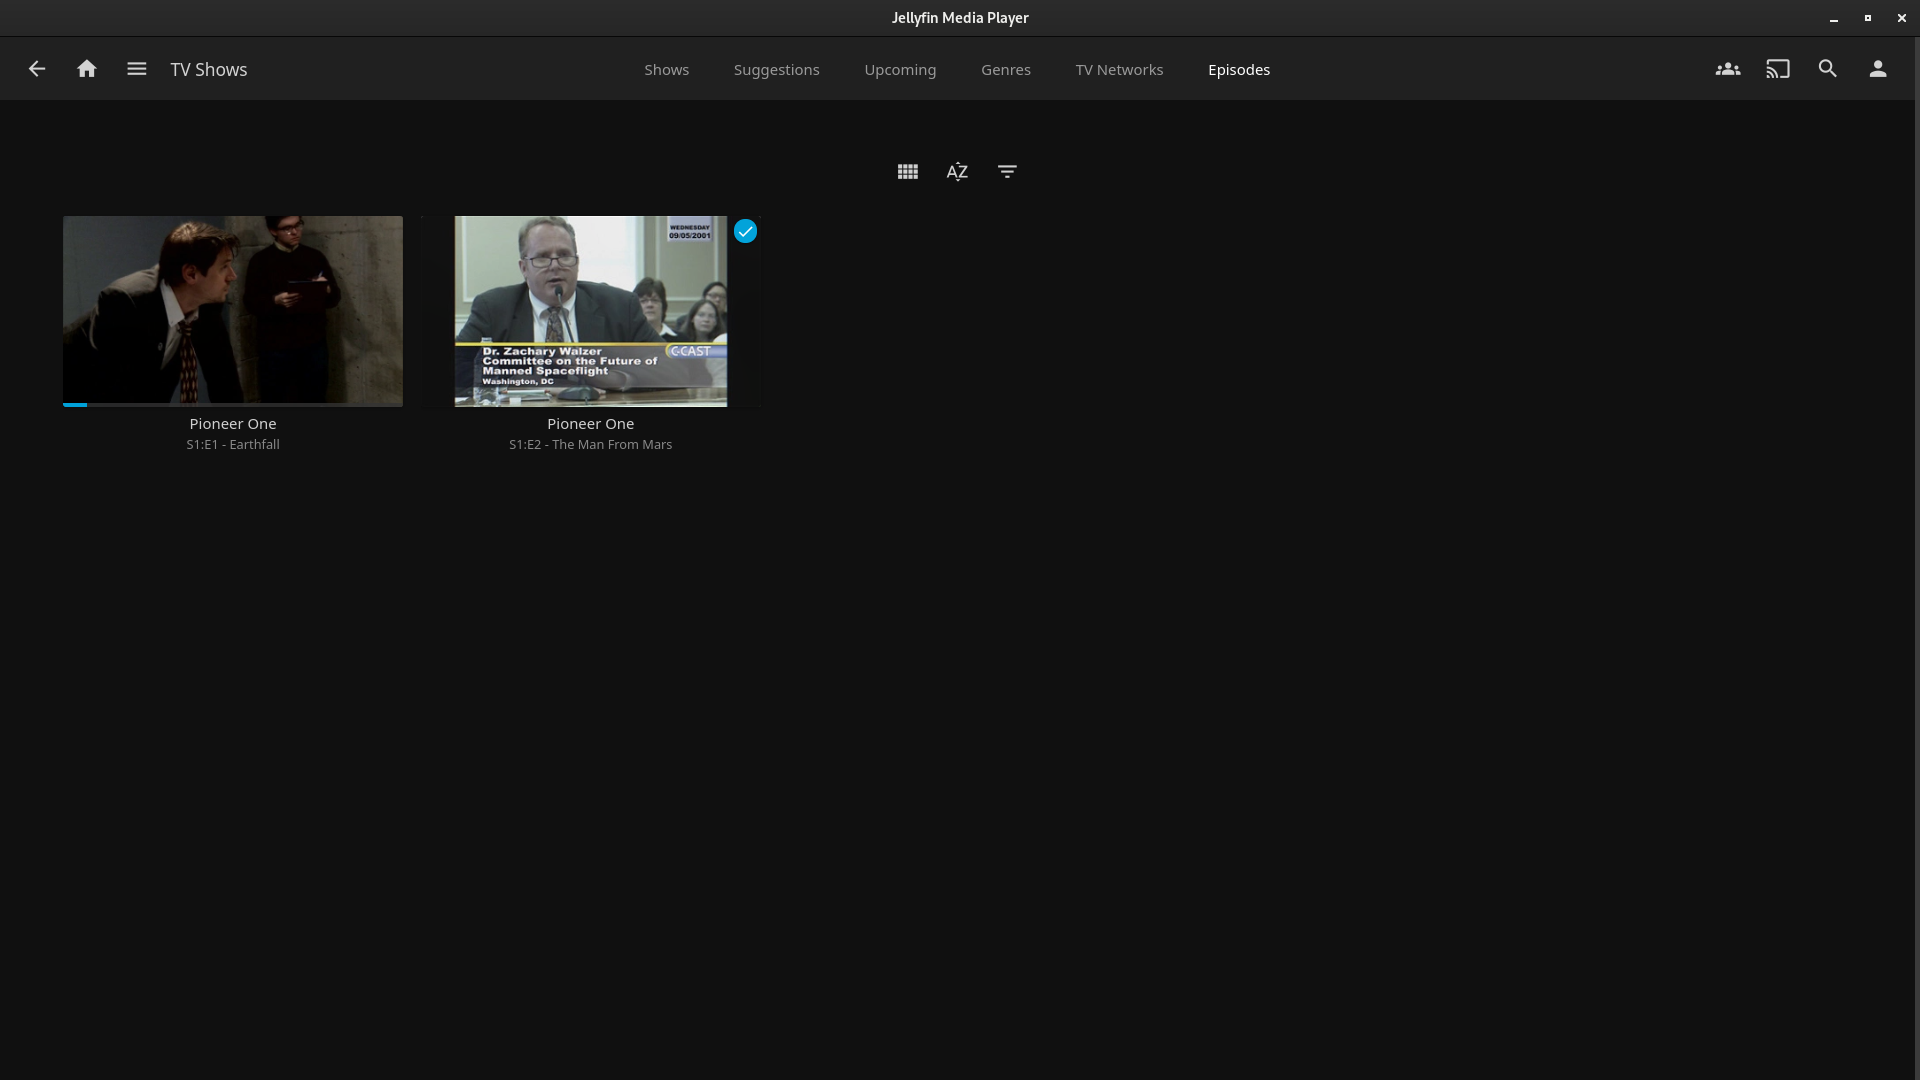 Jellyfin Media Player
TV Shows
Shows
Suggestions
Upcoming
Genres
TV Networks
Episodes
AZ
WEDNESDAY
09/05/2001
Dr. Zachary Walzer
Committee on the Future of
Manned Spaceflight
Washington, DC
C-CAST
Pioneer One
S1:E1 - Earthfall
Pioneer One
S1:E2 - The Man From Mars